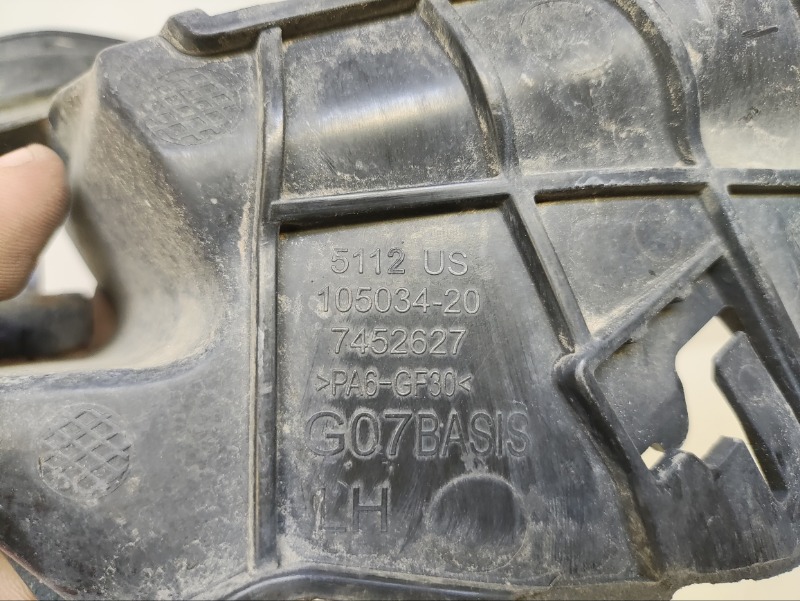 5112 US
105034-20
7452627
>PA6-GF30<
G07BASIS
LH